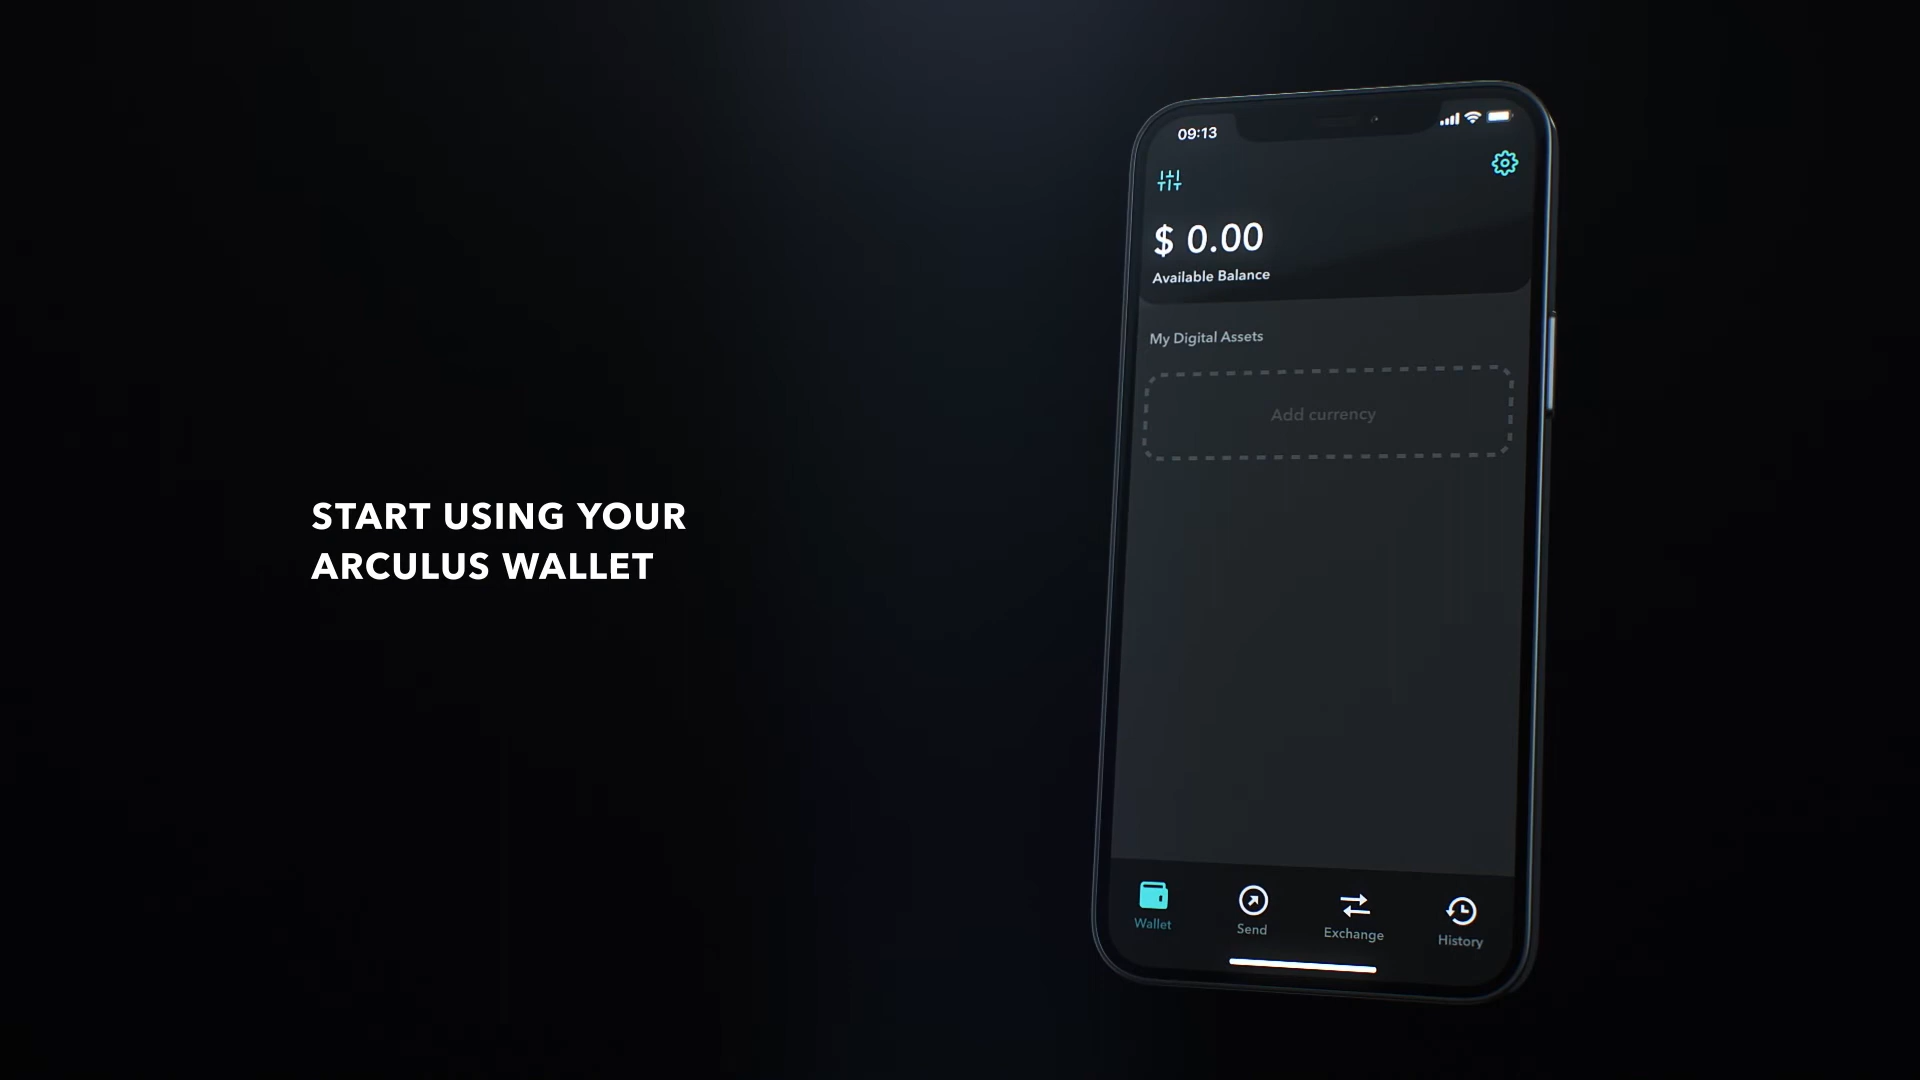 START USING YOUR
ARCULUS WALLET
09:13
$ 0.00
Available Balance
My Digital Assets
Add currency
Wallet
Send
Exchange
History